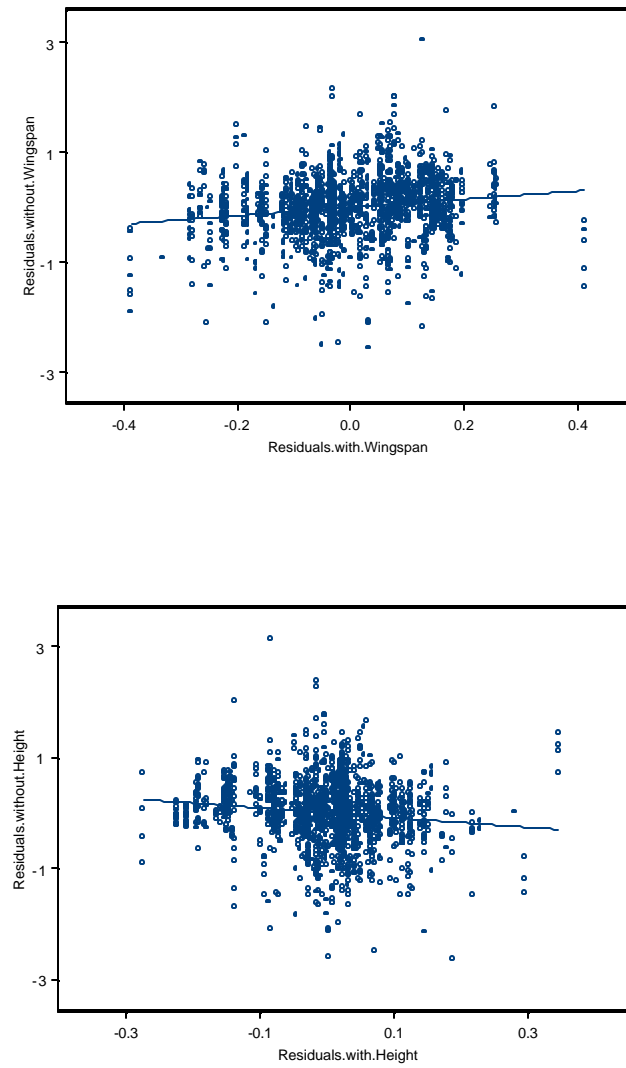 3
1
-1
-3
Residuals.without.Wingspan
-0.4 -0.2 0.0 0.2 0.4
Residuals.with.Wingspan
3
1
-1
-3
Residuals.without.Height
-0.3 -0.1 0.1 0.3
Residuals.with.Height